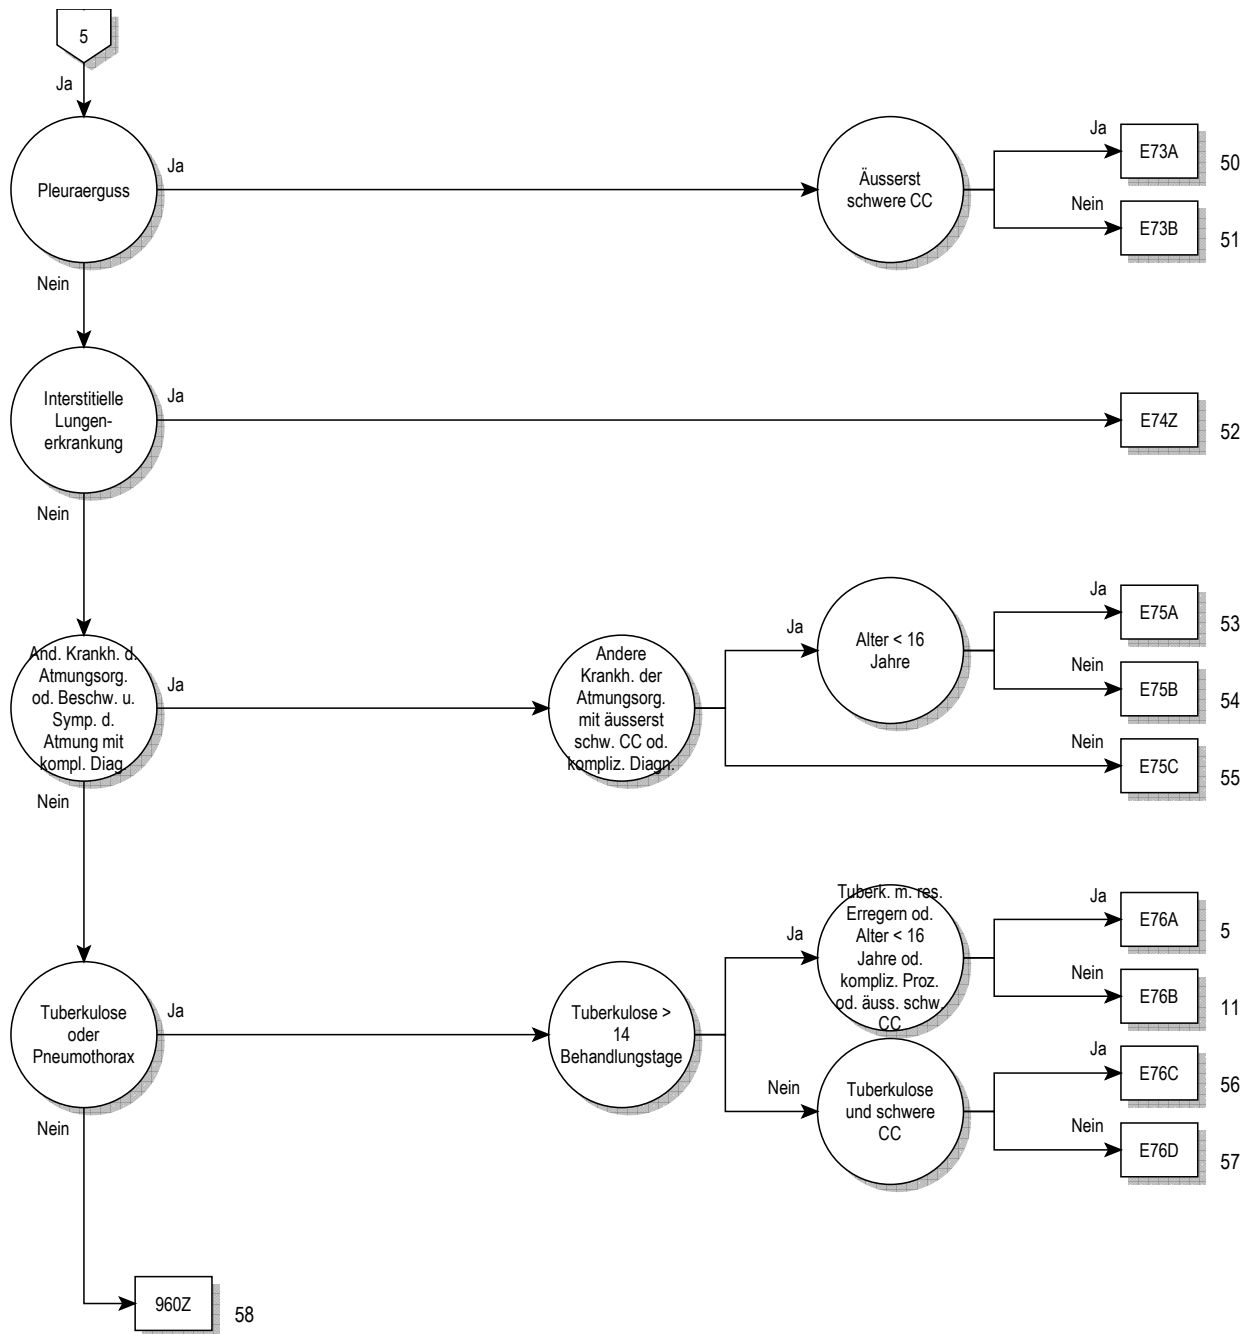 5
Ja
Pleuraerguss
Ja
Äusserst
schwere CC
Ja
E73A
50
Nein
E73B
51
Nein
Interstitielle
Lungen-
erkrankung
Ja
E74Z
52
Nein
And. Krankh. d.
Atmungsorg.
od. Beschw. u.
Symp. d.
Atmung mit
kompl. Diag.
Ja
Andere
Krankh. der
Atmungsorg.
mit äusserst
schw. CC od.
kompliz. Diagn.
Ja
Alter < 16
Jahre
Ja
E75A
53
Nein
E75B
54
Nein
E75C
55
Nein
Tuberkulose
oder
Pneumothorax
Ja
Tuberkulose >
14
Behandlungstage
Ja
Tuberk. m. res.
Erregern od.
Alter < 16
Jahre od.
kompliz. Proz.
od. äuss. schw.
CC
Ja
E76A
5
Nein
E76B
11
Nein
Tuberkulose
und schwere
CC
Ja
E76C
56
Nein
E76D
57
Nein
960Z
58